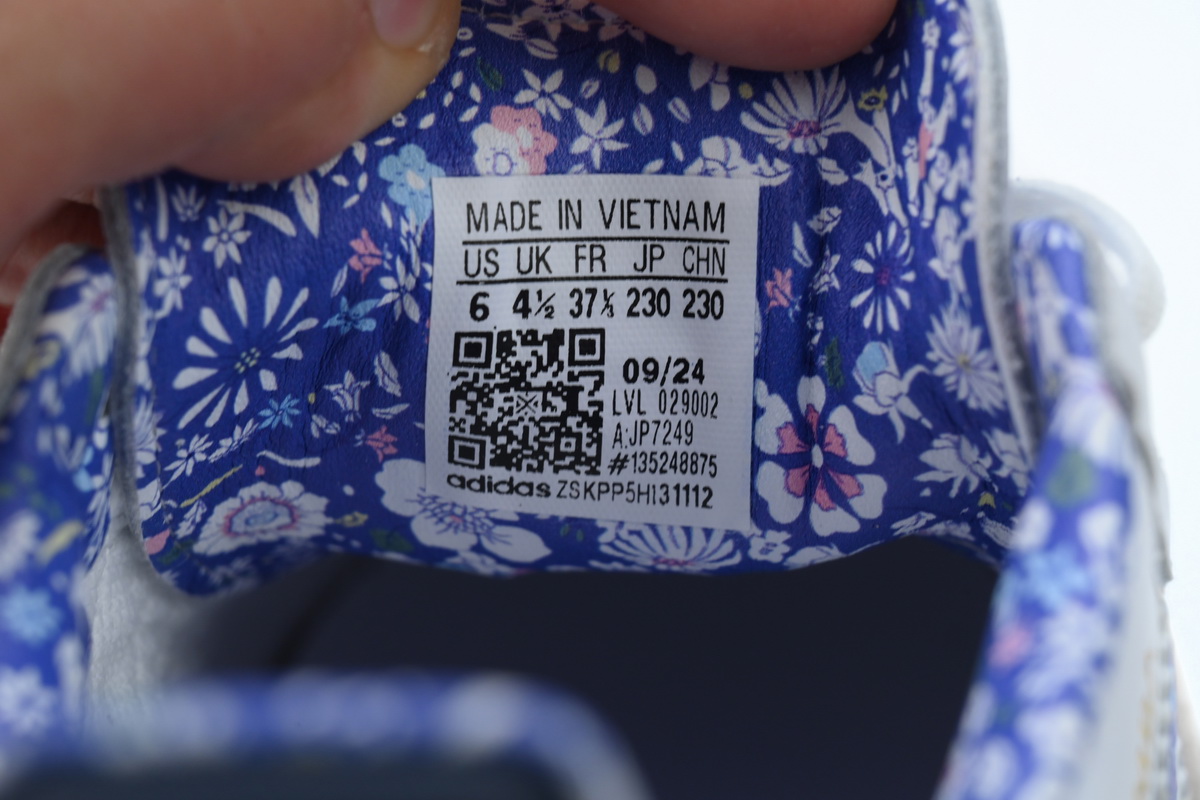 MADE IN VIETNAM
US UK FR JP CHN
6 4½ 37⅓ 230 230
09/24
LVL 029002
A:JP7249
#135248875
adidas ZSKPP5H131112